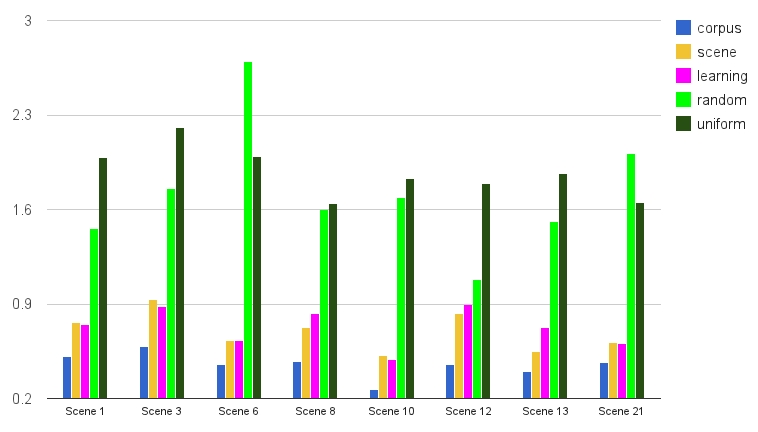 3
2.3
1.6
0.9
0.2
Scene 1 Scene 3 Scene 6 Scene 8 Scene 10 Scene 12 Scene 13 Scene 21
corpus
scene
learning
random
uniform